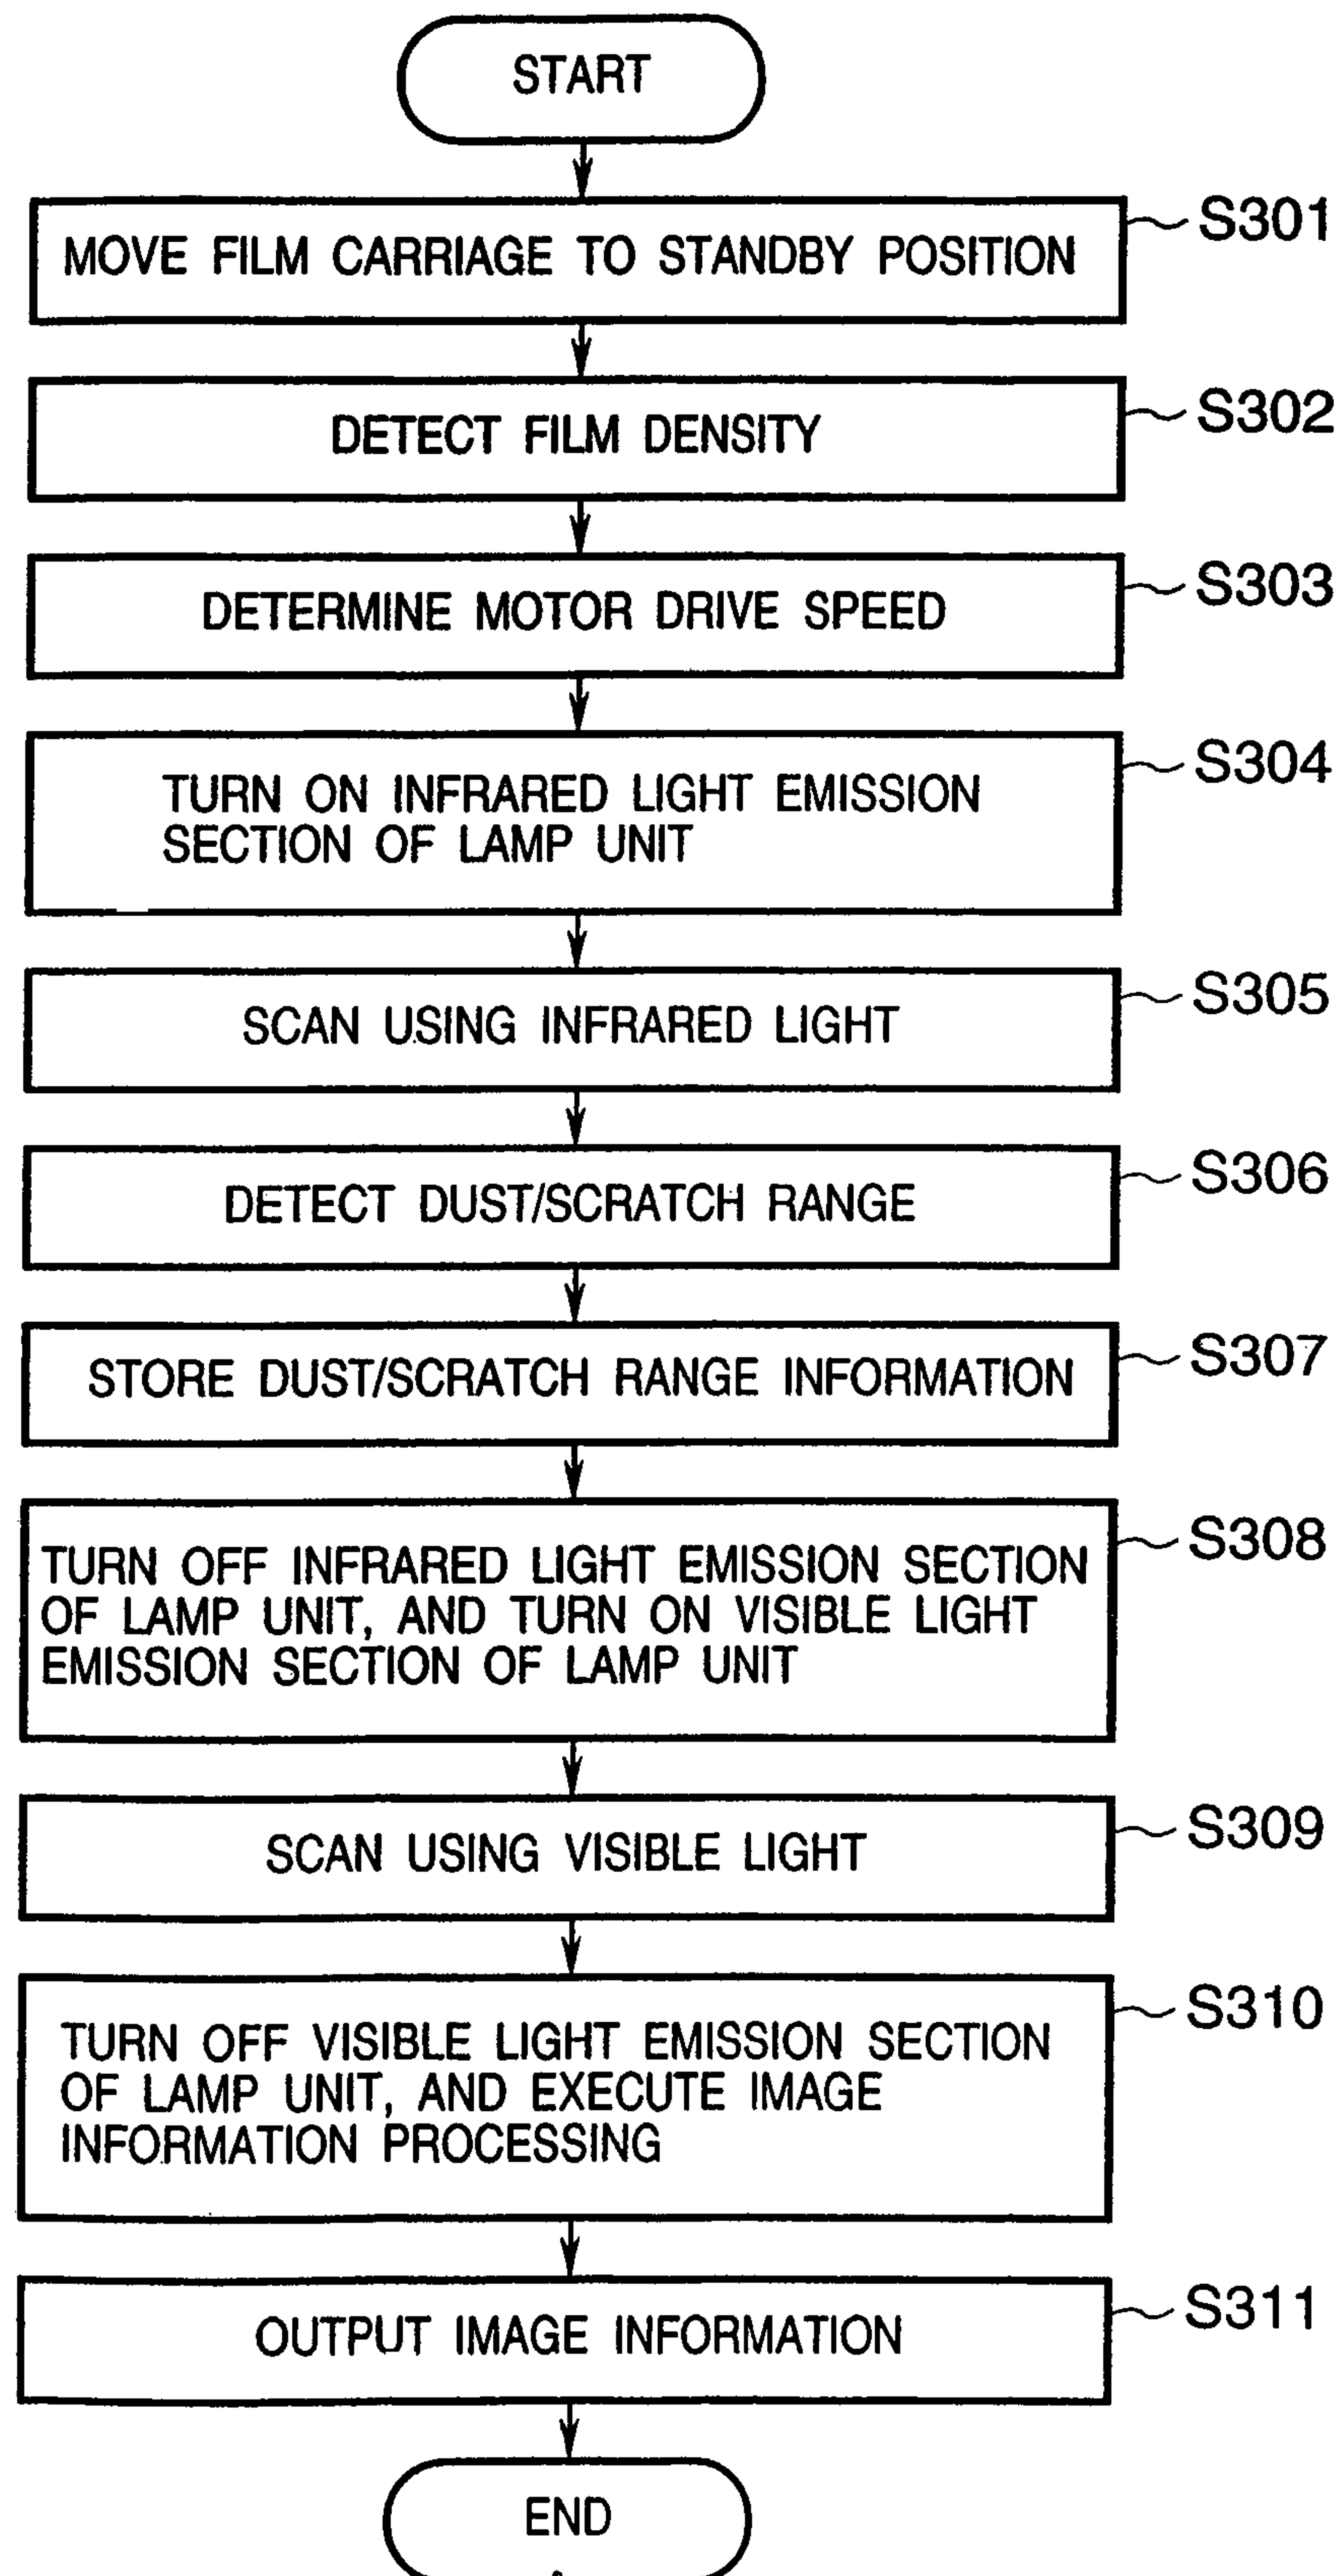 START
MOVE FILM CARRIAGE TO STANDBY POSITION
S301
DETECT FILM DENSITY
S302
DETERMINE MOTOR DRIVE SPEED
S303
TURN ON INFRARED LIGHT EMISSION
SECTION OF LAMP UNIT
S304
SCAN USING INFRARED LIGHT
S305
DETECT DUST/SCRATCH RANGE
S306
STORE DUST/SCRATCH RANGE INFORMATION
S307
TURN OFF INFRARED LIGHT EMISSION SECTION
OF LAMP UNIT, AND TURN ON VISIBLE LIGHT
EMISSION SECTION OF LAMP UNIT
S308
SCAN USING VISIBLE LIGHT
S309
TURN OFF VISIBLE LIGHT EMISSION SECTION
OF LAMP UNIT, AND EXECUTE IMAGE
INFORMATION PROCESSING
S310
OUTPUT IMAGE INFORMATION
S311
END